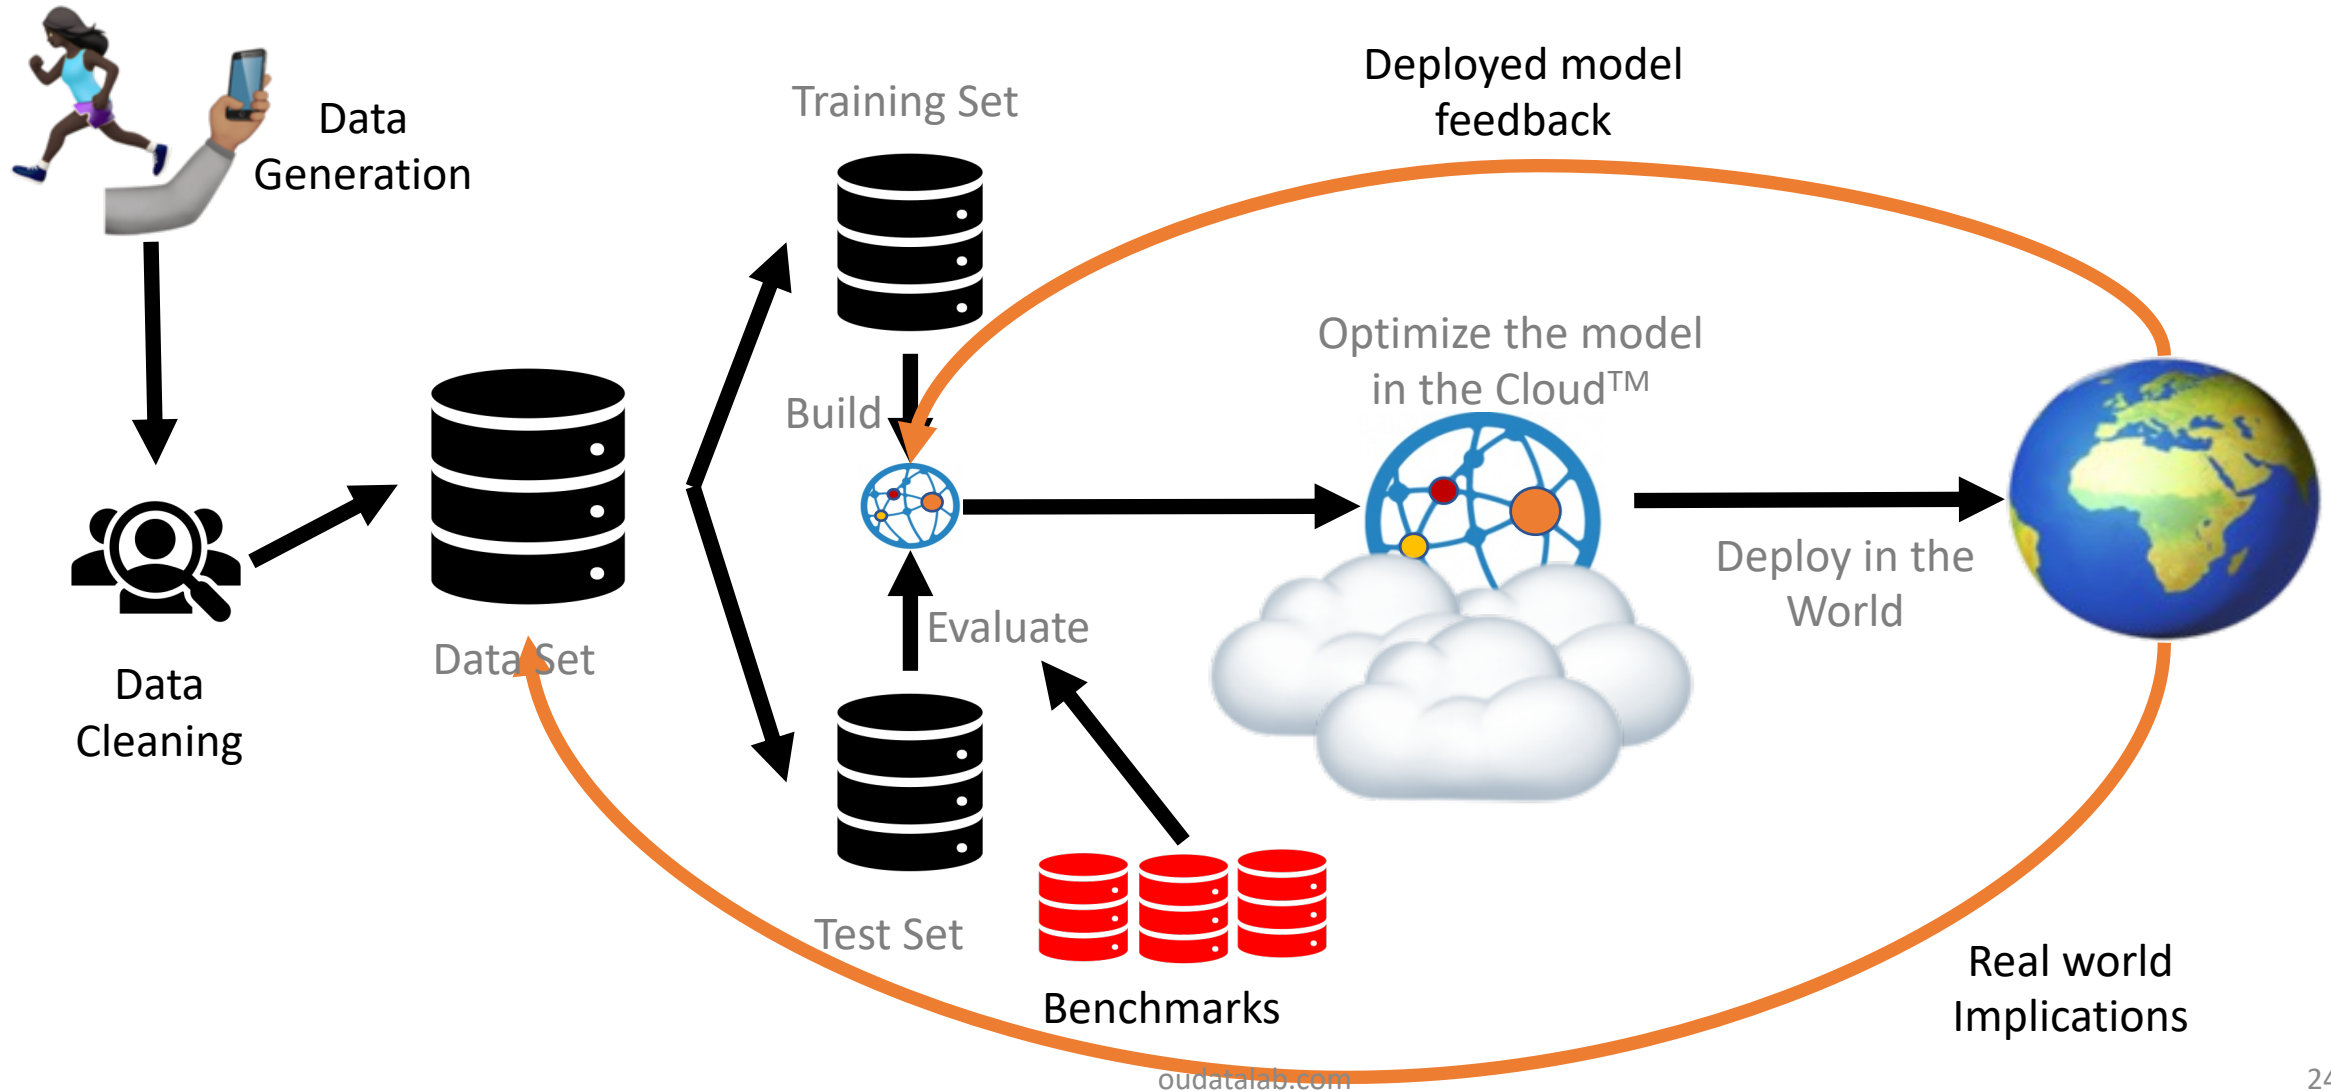 Data
Generation
Training Set
Deployed model
feedback
Optimize the model
in the Cloud™
Build
Deploy in the
World
Evaluate
Data Set
Data
Cleaning
Test Set
Benchmarks
Real world
Implications
oudatalab.com
24